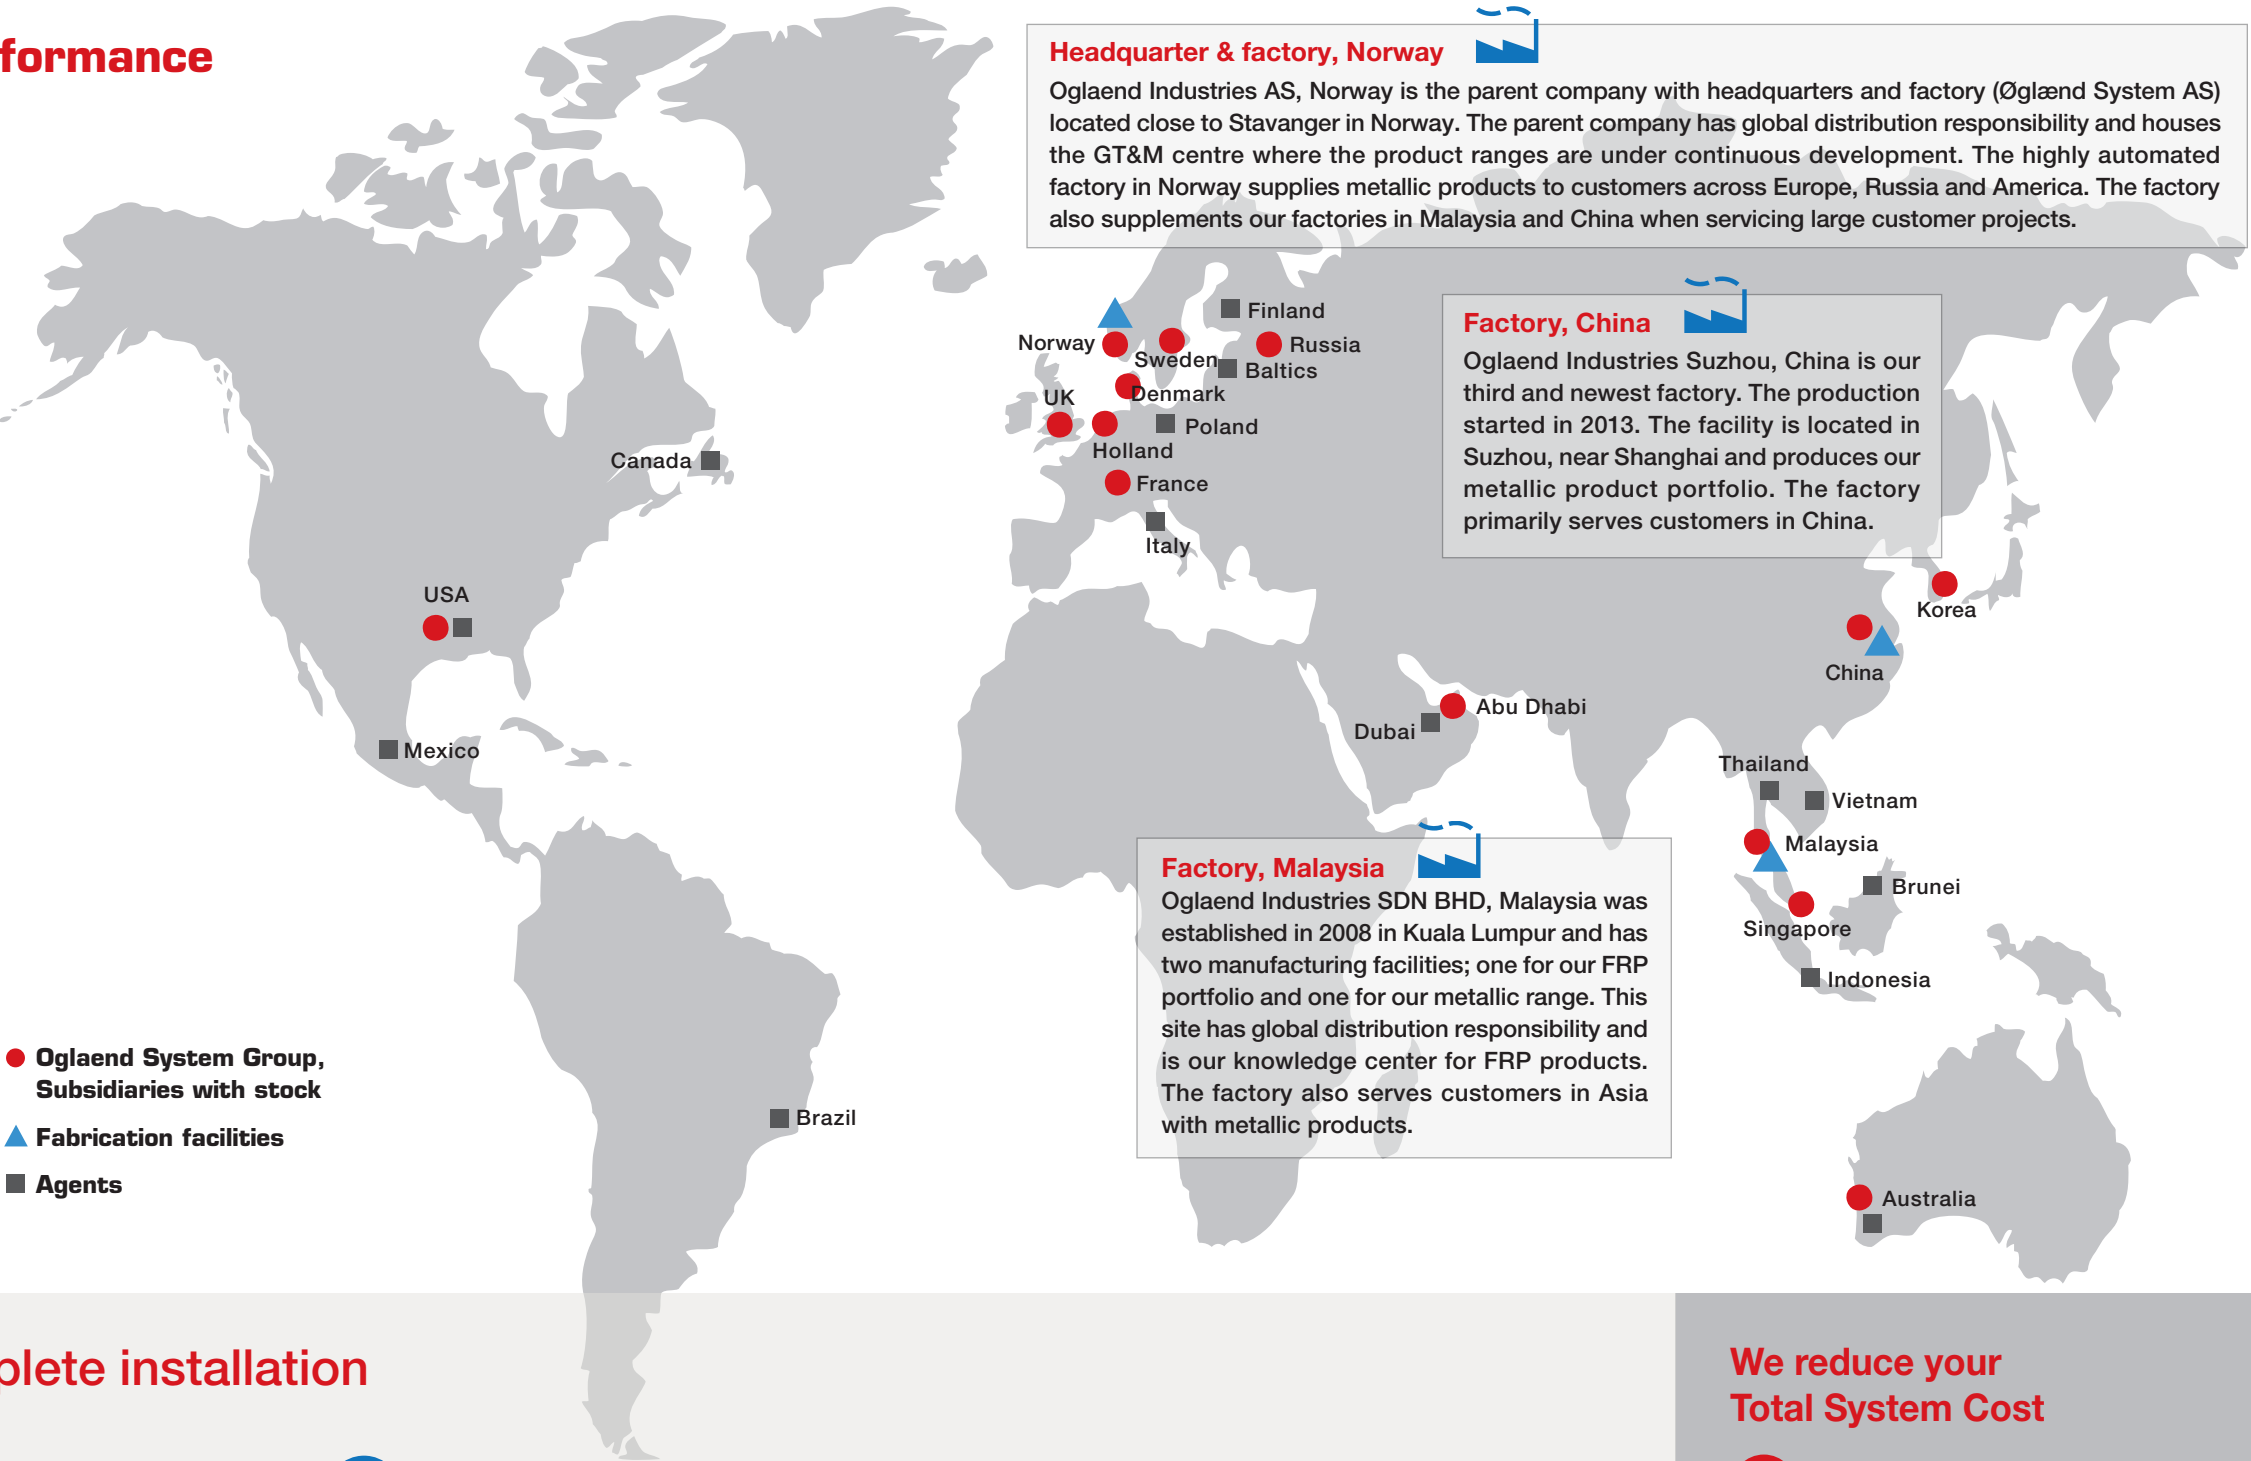 formance
Headquarter & factory, Norway
Oglaend Industries AS, Norway is the parent company with headquarters and factory (Øglænd System AS)
located close to Stavanger in Norway. The parent company has global distribution responsibility and houses
the GT&M centre where the product ranges are under continuous development. The highly automated
factory in Norway supplies metallic products to customers across Europe, Russia and America. The factory
also supplements our factories in Malaysia and China when servicing large customer projects.
Factory, China
Oglaend Industries Suzhou, China is our
third and newest factory. The production
started in 2013. The facility is located in
Suzhou, near Shanghai and produces our
metallic product portfolio. The factory
primarily serves customers in China.
Finland
Norway
Sweden
Russia
Baltics
UK
Denmark
Poland
Holland
Canada
France
Italy
USA
Korea
China
Abu Dhabi
Dubai
Mexico
Thailand
Vietnam
Malaysia
Brunei
Singapore
Indonesia
Factory, Malaysia
Oglaend Industries SDN BHD, Malaysia was
established in 2008 in Kuala Lumpur and has
two manufacturing facilities; one for our FRP
portfolio and one for our metallic range. This
site has global distribution responsibility and
is our knowledge center for FRP products.
The factory also serves customers in Asia
with metallic products.
Oglaend System Group,
Subsidiaries with stock
Fabrication facilities
Agents
Brazil
Australia
plete installation
We reduce your
Total System Cost